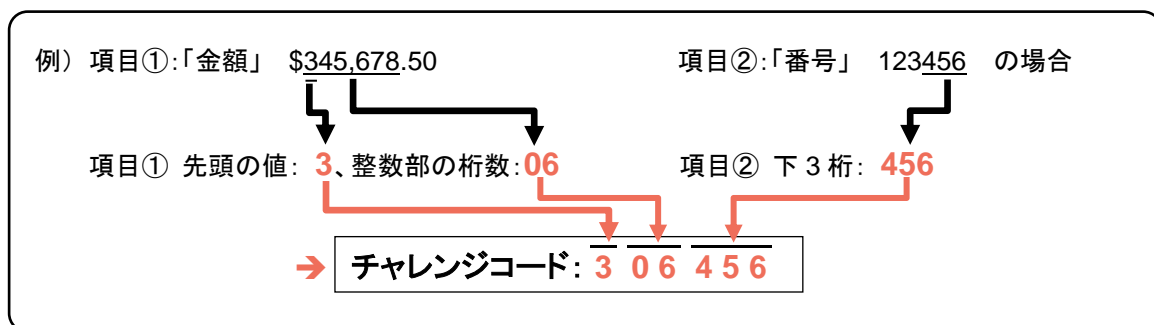 例） 項目①：「金額」 $345,678.50 項目②：「番号」 123456 の場合
項目① 先頭の値： 3、整数部の桁数：06 項目② 下 3 桁： 456
➔ チャレンジコード： 3 0 6 4 5 6